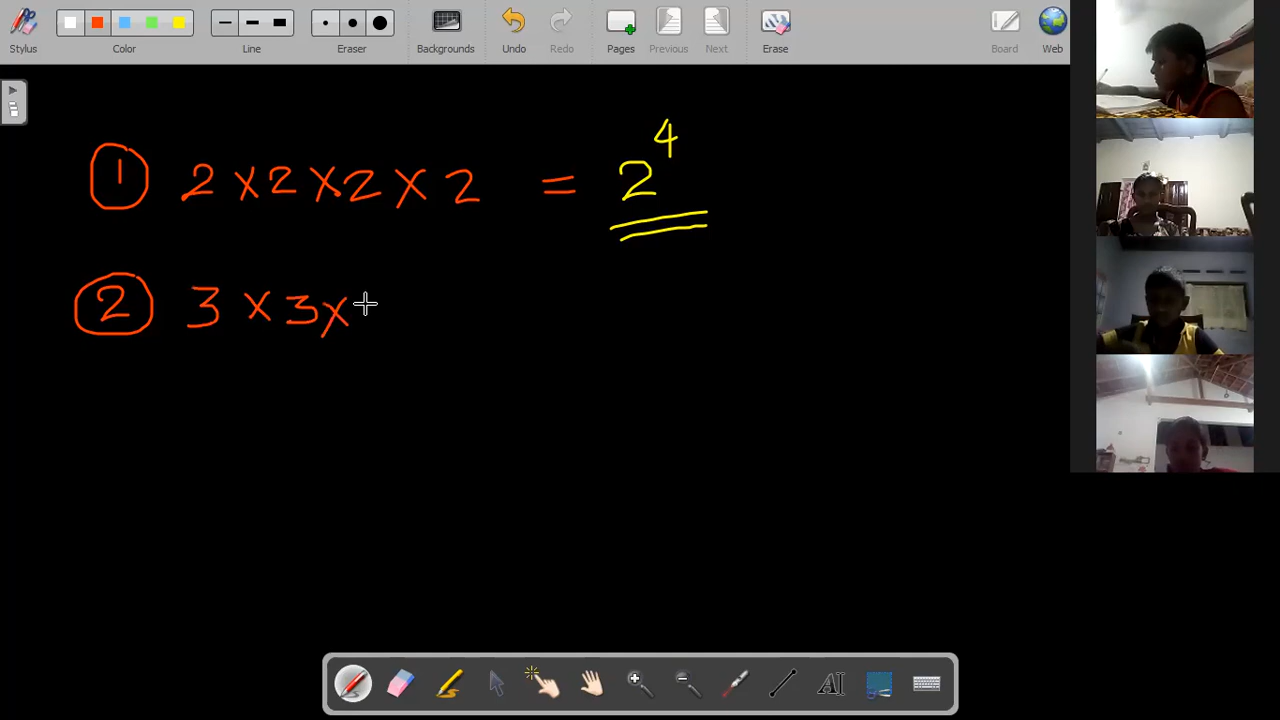 Stylus Color Line Eraser Backgrounds Undo Redo Pages Previous Next Erase Board Web
① 2 × 2 × 2 × 2 = 2⁴
② 3 × 3 ×
AI